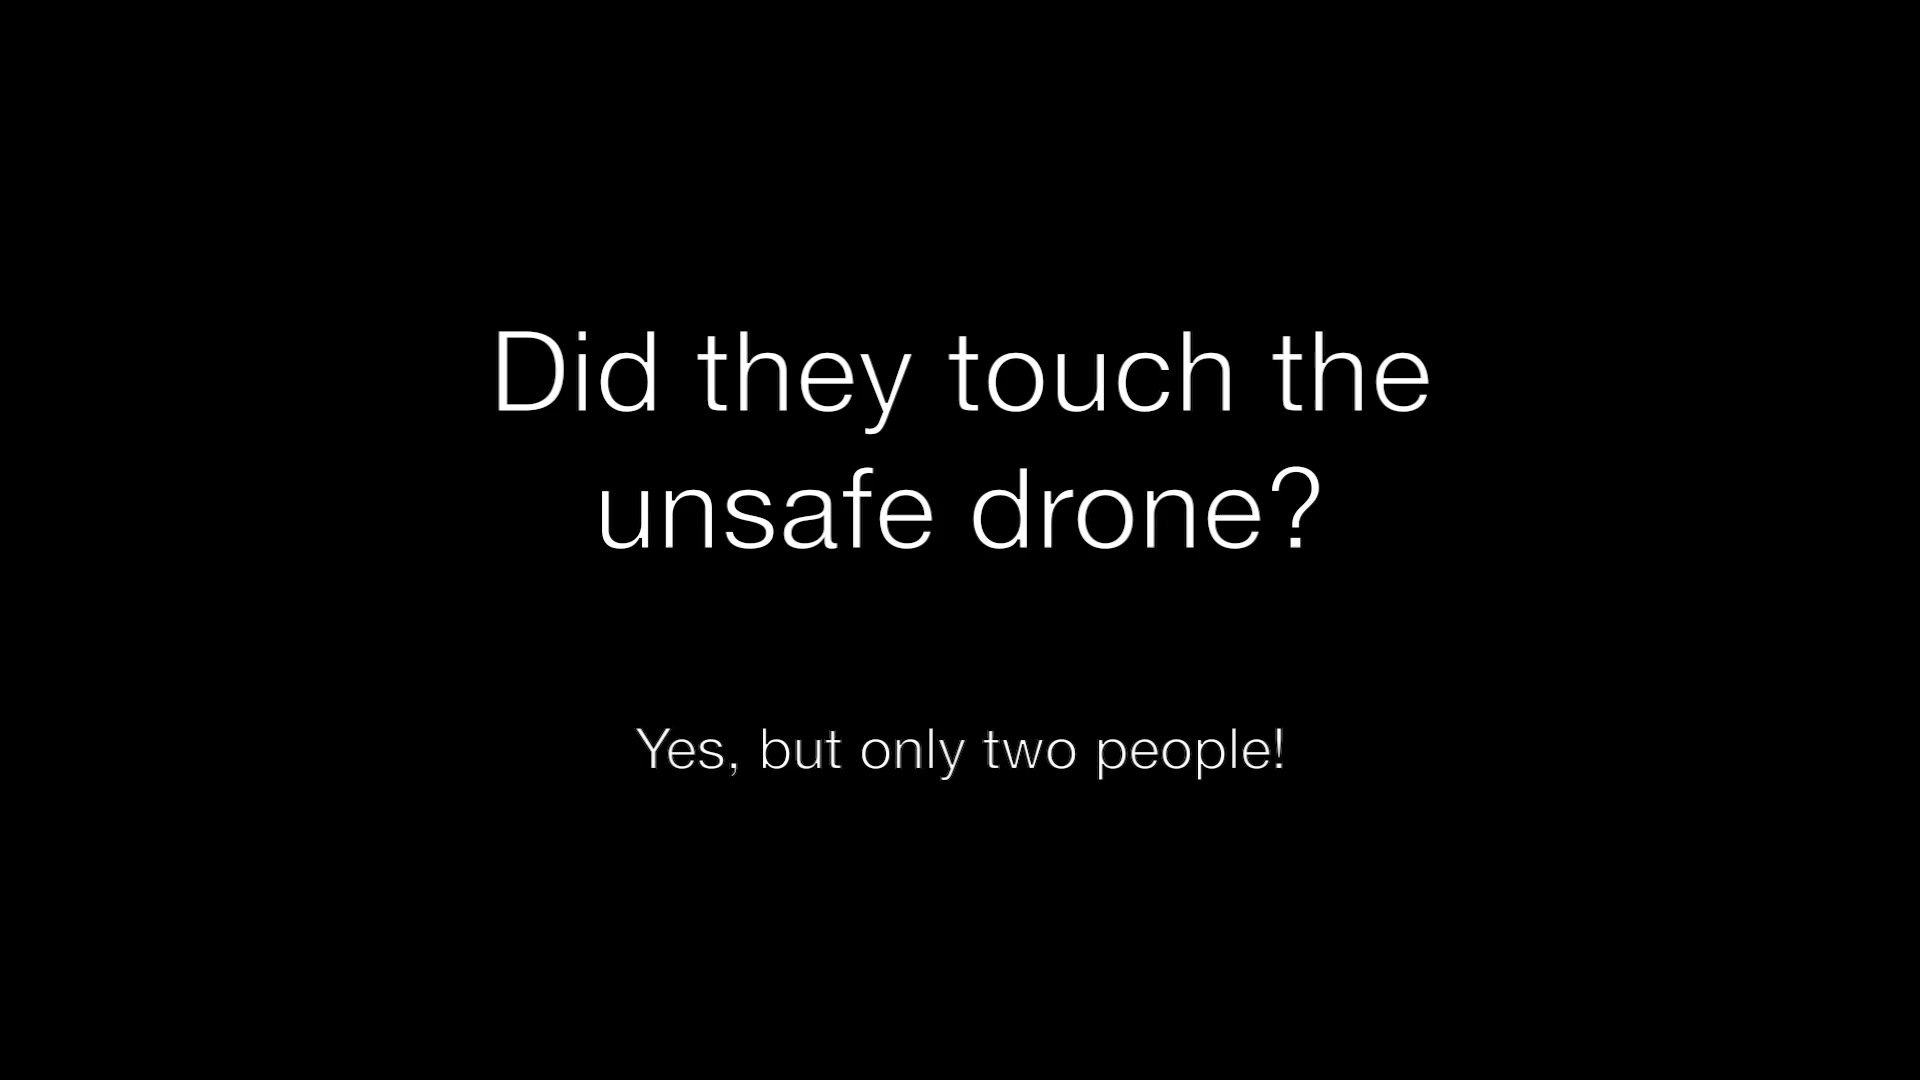 Did they touch the
unsafe drone?
Yes, but only two people!